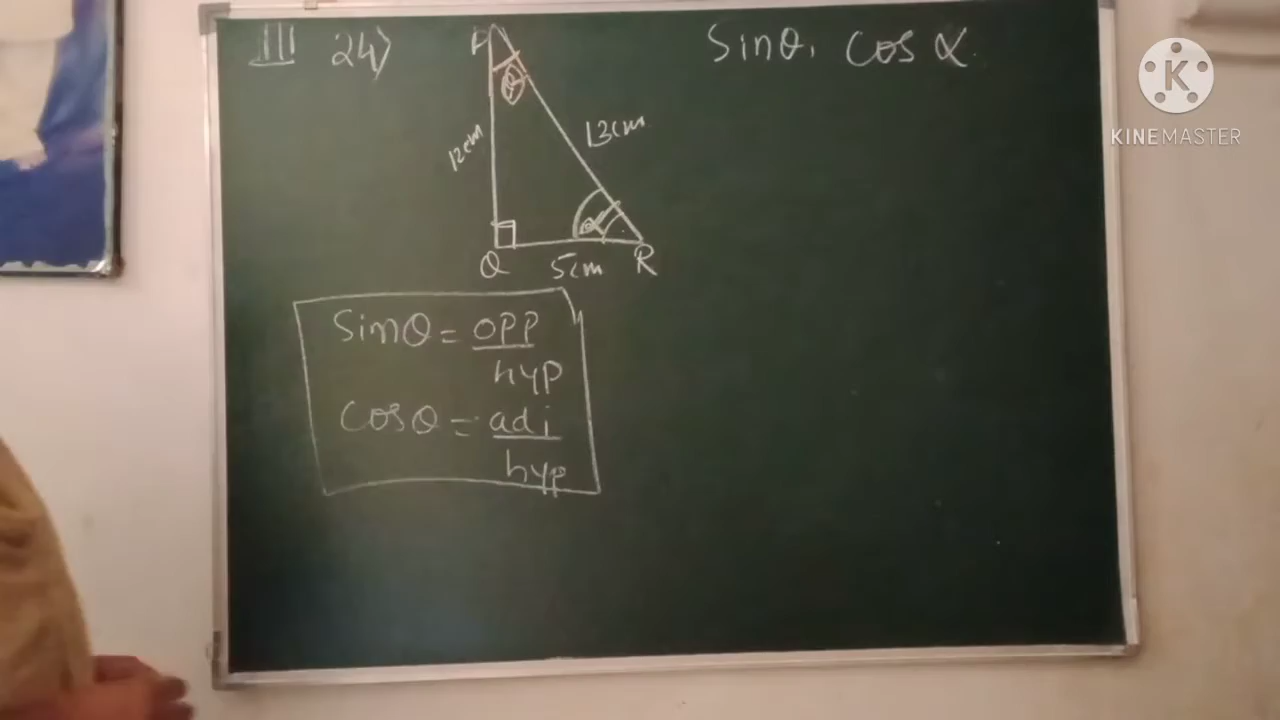 III 24)
Sinθ, cos α
P
θ
12cm
13cm
α
Q
5cm
R
Sinθ = opp
hyp
cosθ = adj
hyp
K
KINEMASTER